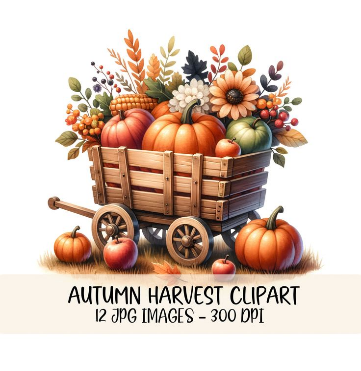 AUTUMN HARVEST CLIPART
12 JPG IMAGES - 300 DPI